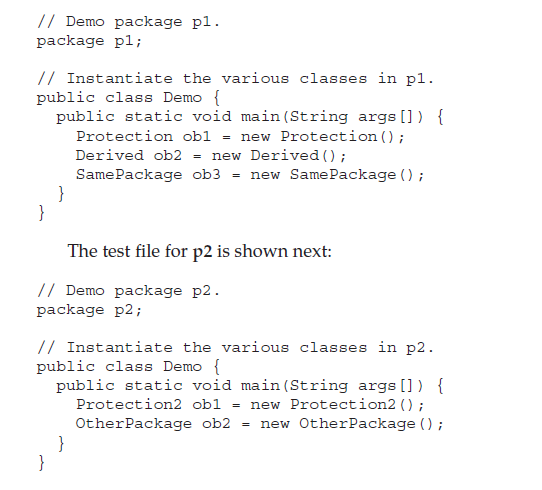 // Demo package p1.
package p1;
// Instantiate the various classes in p1.
public class Demo {
public static void main(String args[]) {
Protection ob1 = new Protection();
Derived ob2 = new Derived();
SamePackage ob3 = new SamePackage();
}
}
The test file for p2 is shown next:
// Demo package p2.
package p2;
// Instantiate the various classes in p2.
public class Demo {
public static void main(String args[]) {
Protection2 ob1 = new Protection2();
OtherPackage ob2 = new OtherPackage();
}
}